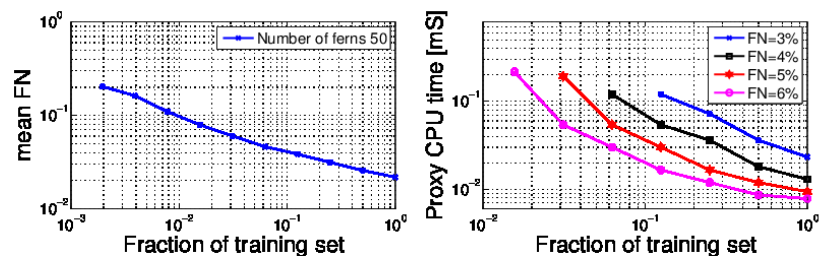 mean FN
10^0
10^-1
10^-2
10^-3
10^-2
10^-1
10^0
Fraction of training set
Number of ferns 50
Proxy CPU time [mS]
10^-1
10^-2
10^-2
10^-1
10^0
Fraction of training set
FN=3%
FN=4%
FN=5%
FN=6%